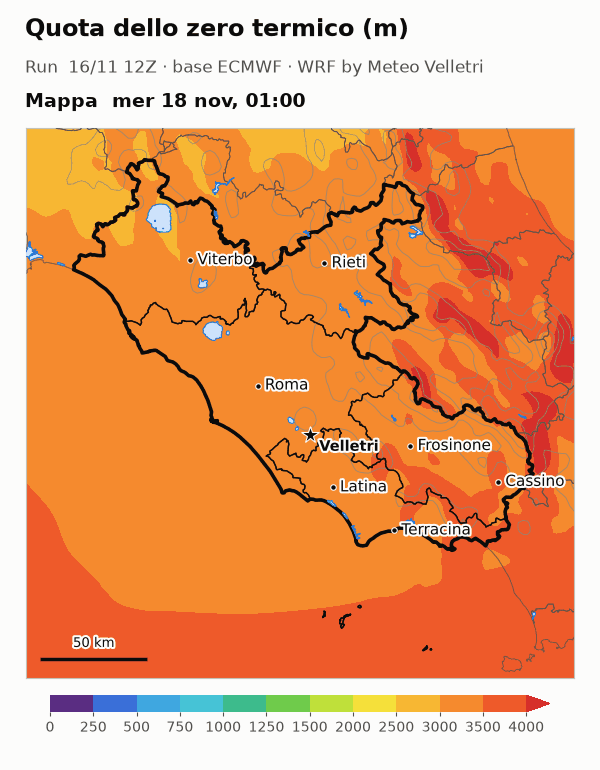 Quota dello zero termico (m)
Run  16/11 12Z · base ECMWF · WRF by Meteo Velletri
Mappa  mer 18 nov, 01:00
Viterbo
Rieti
Roma
Velletri
Frosinone
Latina
Cassino
Terracina
50 km
0 250 500 750 1000 1250 1500 2000 2500 3000 3500 4000